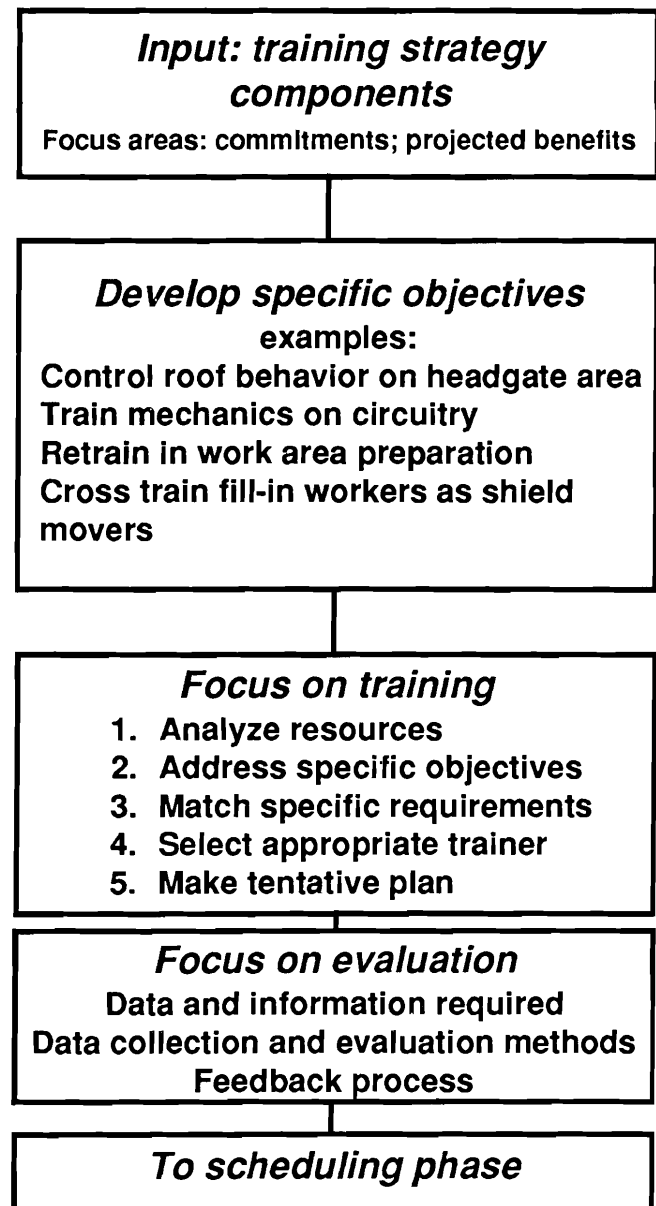 Input: training strategy
components
Focus areas: commitments; projected benefits
Develop specific objectives
examples:
Control roof behavior on headgate area
Train mechanics on circuitry
Retrain in work area preparation
Cross train fill-in workers as shield
movers
Focus on training
1. Analyze resources
2. Address specific objectives
3. Match specific requirements
4. Select appropriate trainer
5. Make tentative plan
Focus on evaluation
Data and information required
Data collection and evaluation methods
Feedback process
To scheduling phase